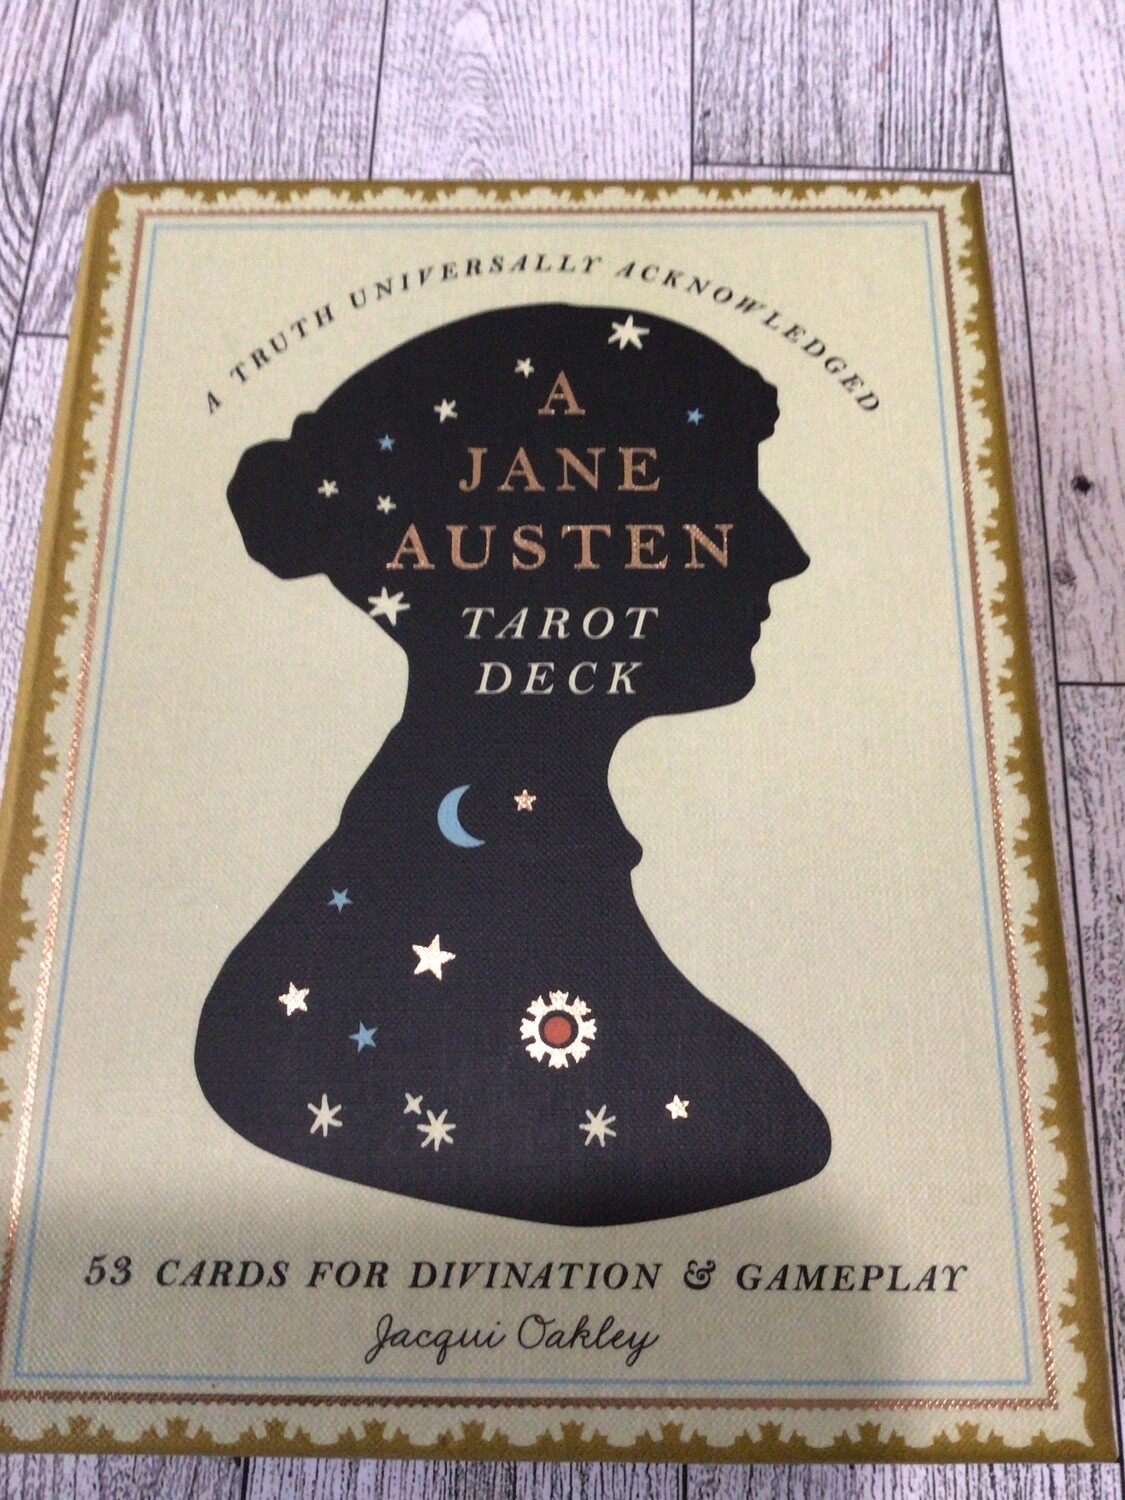 A TRUTH UNIVERSALLY ACKNOWLEDGED
A
JANE
AUSTEN
TAROT
DECK
53 CARDS FOR DIVINATION & GAMEPLAY
Jacqui Oakley